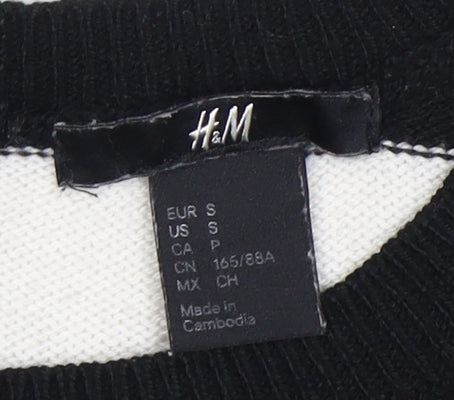 H&M
EUR S
US S
CA P
CN 165/88A
MX CH
Made in
Cambodia